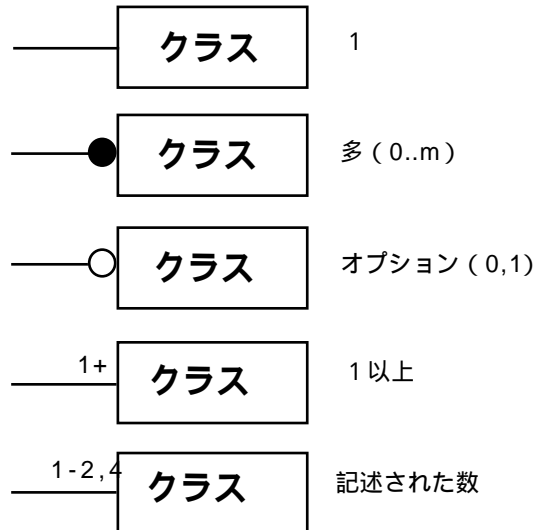 クラス 1
クラス 多(0..m)
クラス オプション(0,1)
1+ クラス 1以上
1-2,4 クラス 記述された数